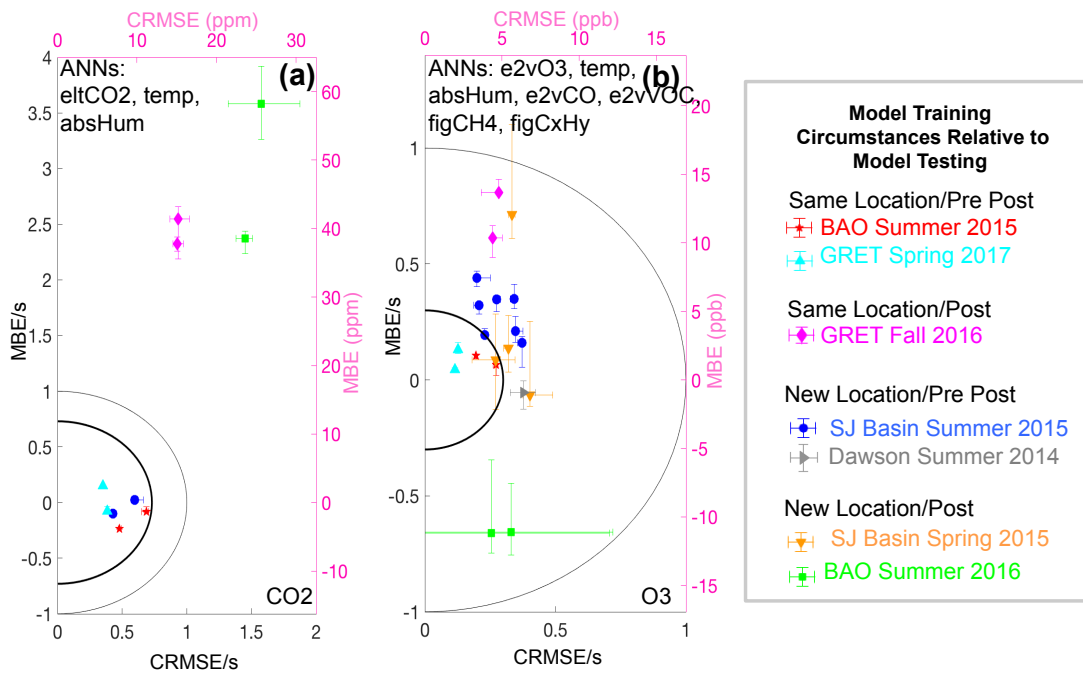 CRMSE (ppm)
0 10 20 30
(a)
ANNs:
eltCO2, temp,
absHum
MBE/s
4
3.5
3
2.5
2
1.5
1
0.5
0
-0.5
-1
60
50
40
30
20
10
0
-10
MBE (ppm)
CO2
0 0.5 1 1.5 2
CRMSE/s
CRMSE (ppb)
0 5 10 15
(b)
ANNs: e2vO3, temp,
absHum, e2vCO, e2vVOC,
figCH4, figCxHy
MBE/s
1
0.5
0
-0.5
-1
20
15
10
5
0
-5
-10
-15
MBE (ppb)
O3
0 0.5 1
CRMSE/s
Model Training
Circumstances Relative to
Model Testing
Same Location/Pre Post
BAO Summer 2015
GRET Spring 2017
Same Location/Post
GRET Fall 2016
New Location/Pre Post
SJ Basin Summer 2015
Dawson Summer 2014
New Location/Post
SJ Basin Spring 2015
BAO Summer 2016